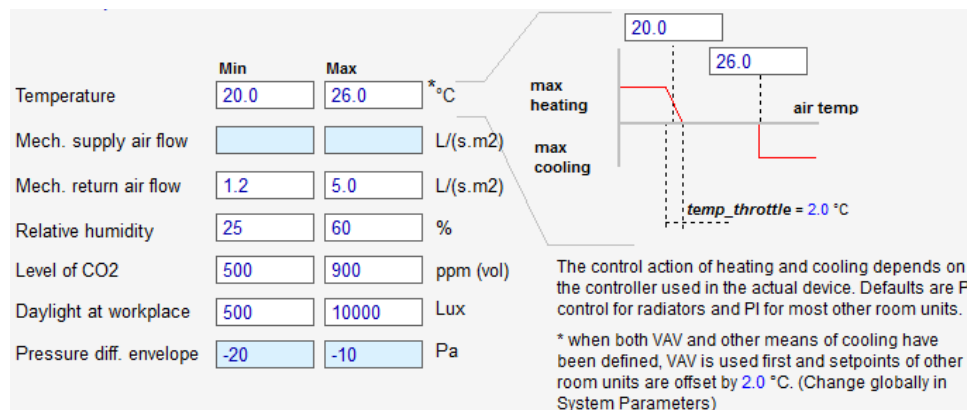 Min Max
Temperature 20.0 26.0 *°C
Mech. supply air flow L/(s.m2)
Mech. return air flow 1.2 5.0 L/(s.m2)
Relative humidity 25 60 %
Level of CO2 500 900 ppm (vol)
Daylight at workplace 500 10000 Lux
Pressure diff. envelope -20 -10 Pa
20.0
26.0
max
heating
air temp
max
cooling
temp_throttle = 2.0 °C
The control action of heating and cooling depends on
the controller used in the actual device. Defaults are P
control for radiators and PI for most other room units.
* when both VAV and other means of cooling have
been defined, VAV is used first and setpoints of other
room units are offset by 2.0 °C. (Change globally in
System Parameters)